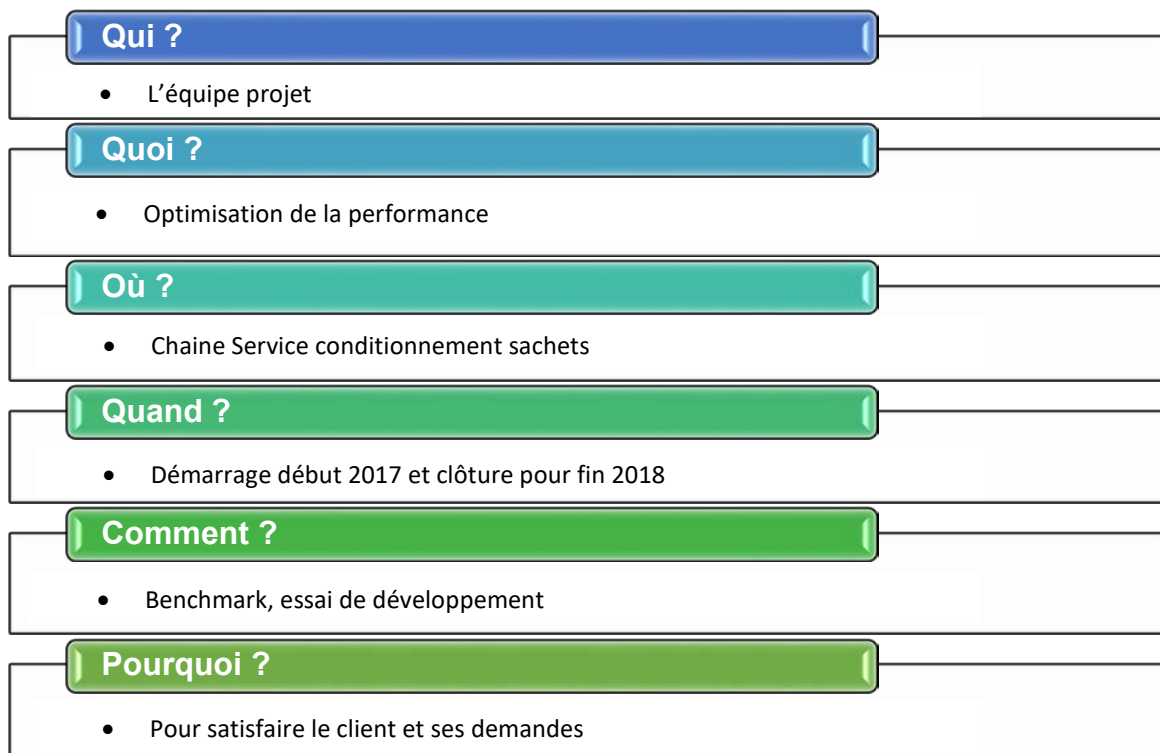 Qui ?
• L’équipe projet
Quoi ?
• Optimisation de la performance
Où ?
• Chaine Service conditionnement sachets
Quand ?
• Démarrage début 2017 et clôture pour fin 2018
Comment ?
• Benchmark, essai de développement
Pourquoi ?
• Pour satisfaire le client et ses demandes